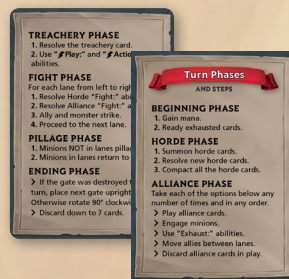 TREACHERY PHASE
1. Resolve the treachery card.
2. Use "Play:" and "
abilities.
FIGHT PHASE
For each lane from left to
1. Resolve Horde "Fight:"
2. Resolve Alliance "Fight:"
3. Ally and monster strike.
4. Proceed to the next lane.
PILLAGE PHASE
1. Minions NOT in lanes
2. Minions in lanes return to
ENDING PHASE
> If the gate was destroyed
turn, place next gate
Otherwise rotate 90°
> Discard down to 7 cards.
Turn Phases
AND STEPS
BEGINNING PHASE
1. Gain mana.
2. Ready exhausted cards.
HORDE PHASE
1. Summon horde cards.
2. Resolve new horde cards.
3. Compact all the horde cards.
ALLIANCE PHASE
Take each of the options below any
number of times and in any order.
> Play alliance cards.
> Engage minions.
> Use "Exhaust:" abilities.
> Move allies between lanes.
> Discard alliance cards in play.